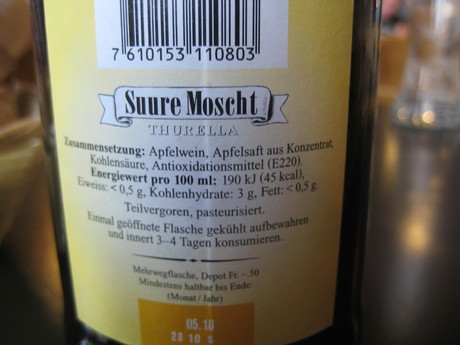 7 610153 110803
Suure Moscht
THURELLA
Zusammensetzung: Apfelwein, Apfelsaft aus Konzentrat,
Kohlensäure, Antioxidationsmittel (E220).
Energiewert pro 100 ml: 190 kJ (45 kcal),
Eiweiss: < 0,5 g, Kohlenhydrate: 3 g, Fett: < 0,5 g.
Teilvergoren, pasteurisiert.
Einmal geöffnete Flasche gekühlt aufbewahren
und innert 3–4 Tagen konsumieren.
Mehrwegflasche, Depot Fr. –.50
Mindestens haltbar bis Ende:
(Monat / Jahr)
05.10
28 10 S